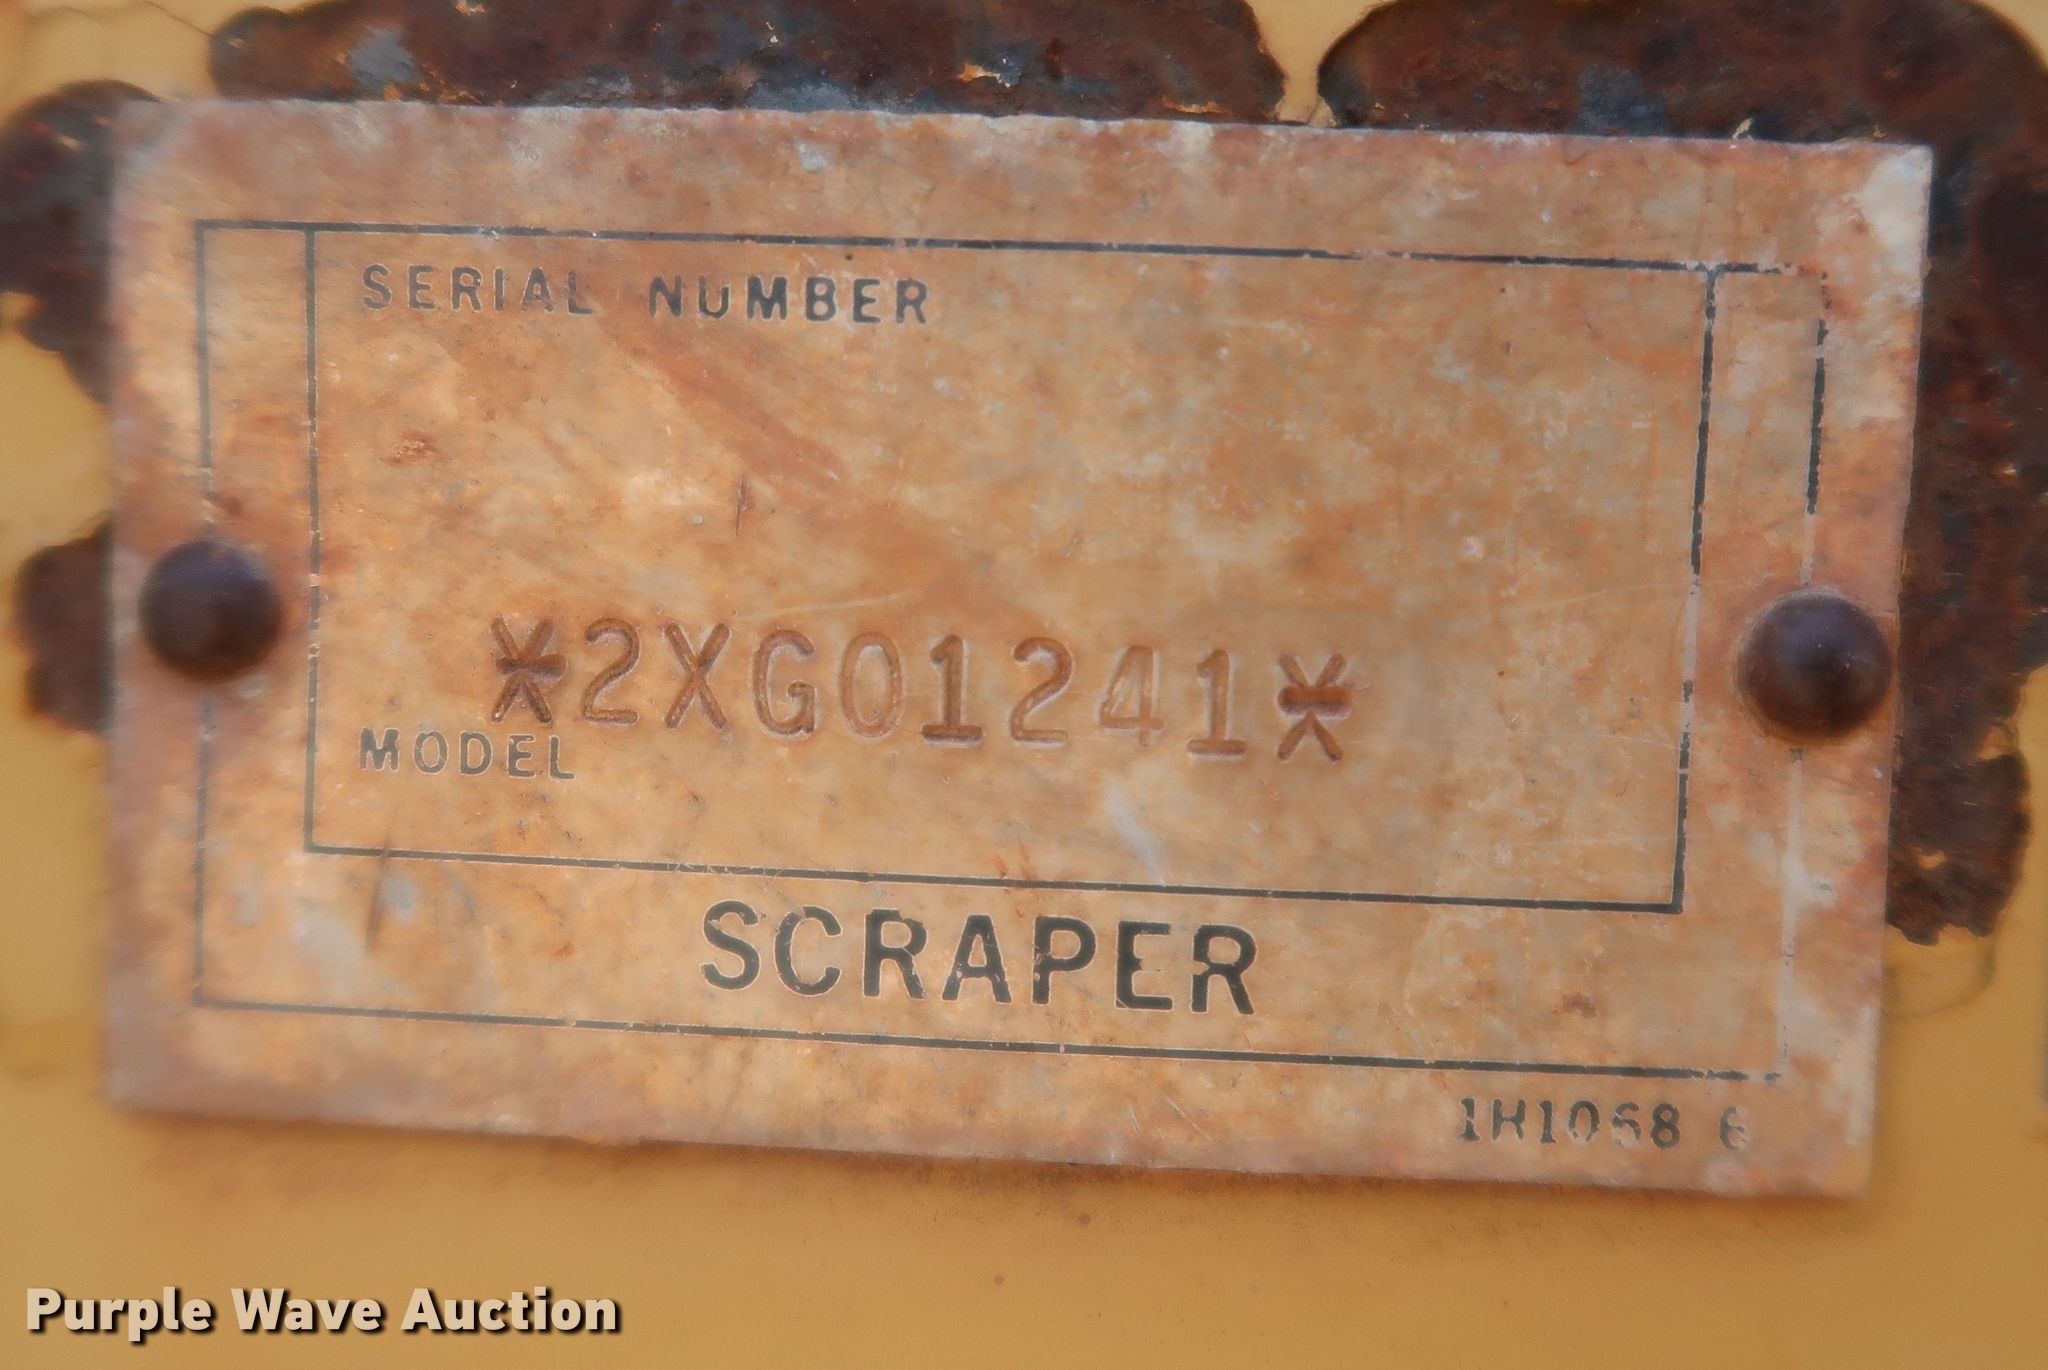 SERIAL NUMBER
*2XG01241*
MODEL
SCRAPER
1H1068 6
Purple Wave Auction